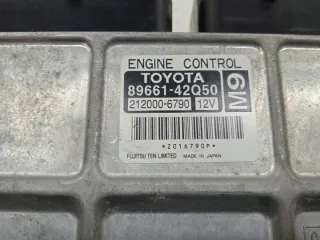 ENGINE CONTROL
TOYOTA
89661-42Q50
212000-6790 12V
M9
*2016790P*
FUJITSU TEN LIMITED MADE IN JAPAN